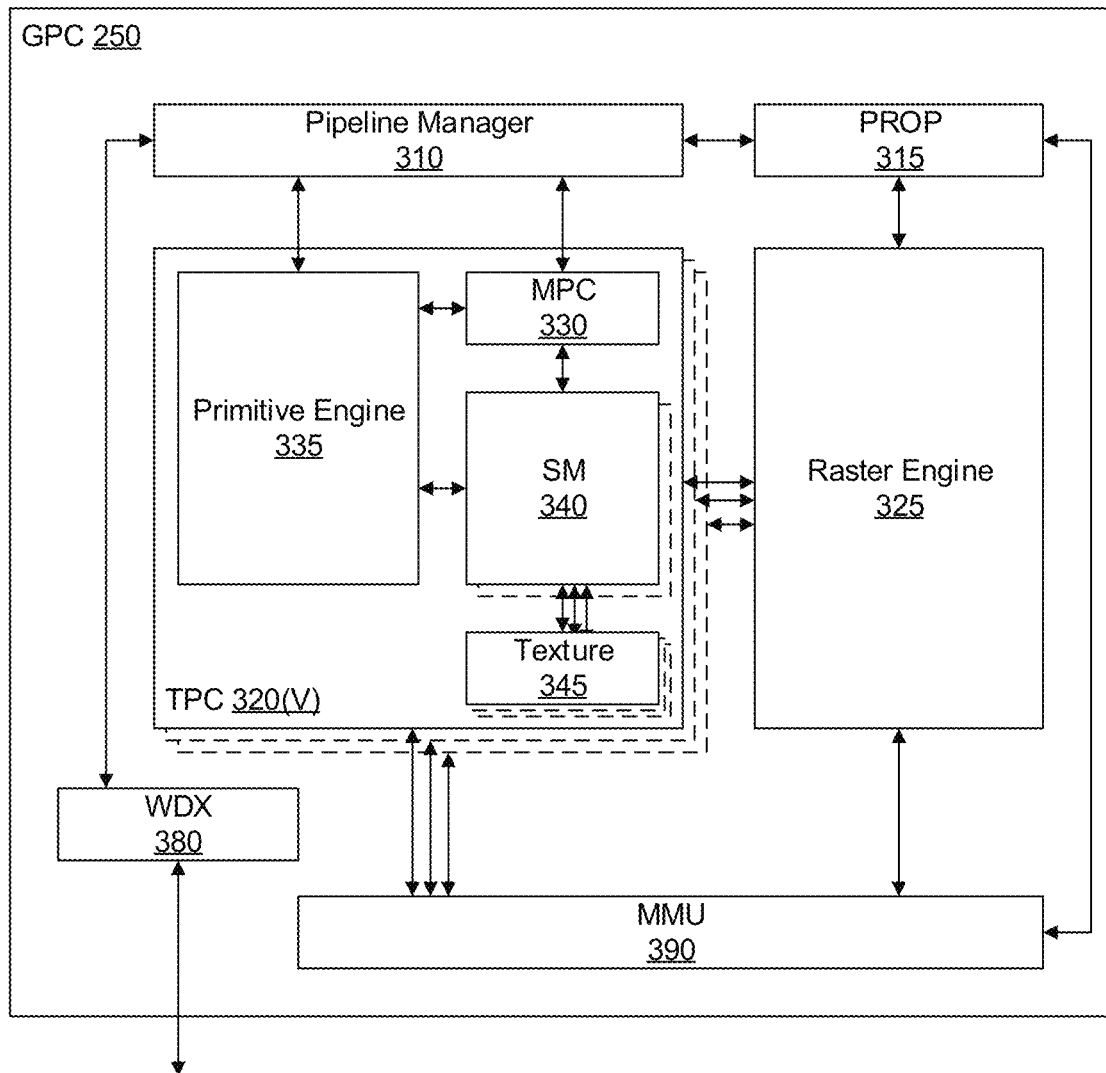 GPC 250
Pipeline Manager
310
PROP
315
MPC
330
Primitive Engine
335
SM
340
Raster Engine
325
Texture
345
TPC 320(V)
WDX
380
MMU
390